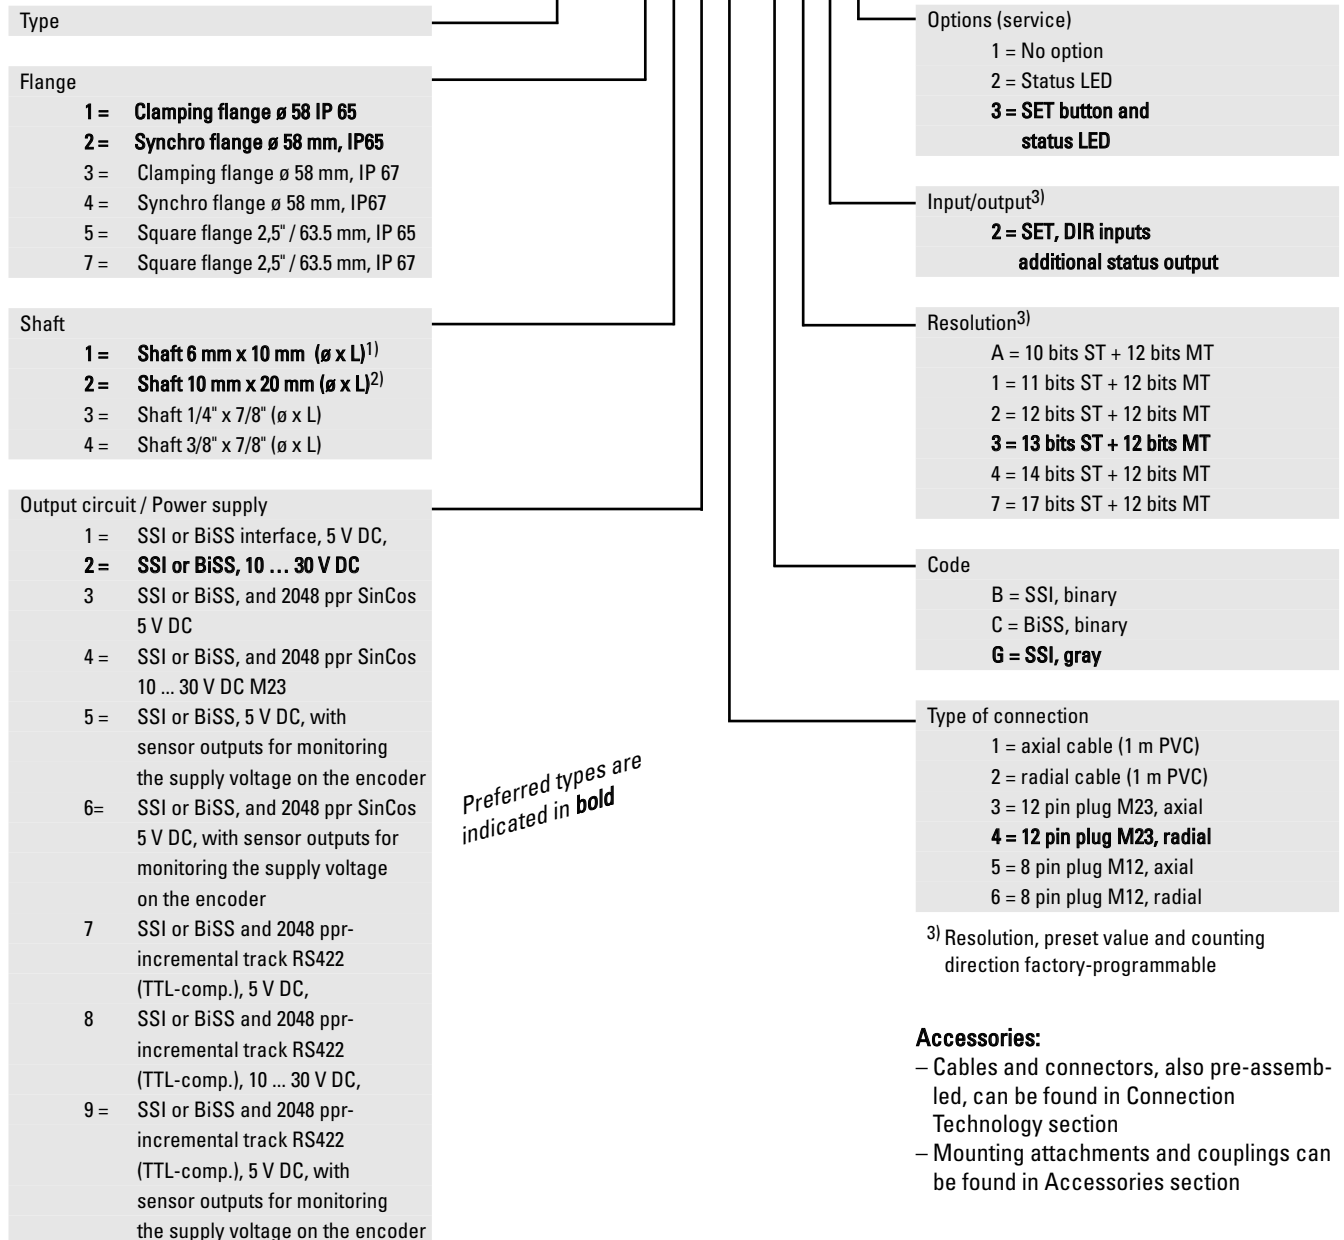 Type
Flange
1 = Clamping flange ø 58 IP 65
2 = Synchro flange ø 58 mm, IP65
3 = Clamping flange ø 58 mm, IP 67
4 = Synchro flange ø 58 mm, IP67
5 = Square flange 2,5" / 63.5 mm, IP 65
7 = Square flange 2,5" / 63.5 mm, IP 67
Shaft
1 = Shaft 6 mm x 10 mm (ø x L)1)
2 = Shaft 10 mm x 20 mm (ø x L)2)
3 = Shaft 1/4" x 7/8" (ø x L)
4 = Shaft 3/8" x 7/8" (ø x L)
Output circuit / Power supply
1 = SSI or BiSS interface, 5 V DC,
2 = SSI or BiSS, 10 … 30 V DC
3 SSI or BiSS, and 2048 ppr SinCos
5 V DC
4 = SSI or BiSS, and 2048 ppr SinCos
10 ... 30 V DC M23
5 = SSI or BiSS, 5 V DC, with
sensor outputs for monitoring
the supply voltage on the encoder
6= SSI or BiSS, and 2048 ppr SinCos
5 V DC, with sensor outputs for
monitoring the supply voltage
on the encoder
7 SSI or BiSS and 2048 ppr-
incremental track RS422
(TTL-comp.), 5 V DC,
8 SSI or BiSS and 2048 ppr-
incremental track RS422
(TTL-comp.), 10 ... 30 V DC,
9 = SSI or BiSS and 2048 ppr-
incremental track RS422
(TTL-comp.), 5 V DC, with
sensor outputs for monitoring
the supply voltage on the encoder
Preferred types are
indicated in bold
Options (service)
1 = No option
2 = Status LED
3 = SET button and
status LED
Input/output3)
2 = SET, DIR inputs
additional status output
Resolution3)
A = 10 bits ST + 12 bits MT
1 = 11 bits ST + 12 bits MT
2 = 12 bits ST + 12 bits MT
3 = 13 bits ST + 12 bits MT
4 = 14 bits ST + 12 bits MT
7 = 17 bits ST + 12 bits MT
Code
B = SSI, binary
C = BiSS, binary
G = SSI, gray
Type of connection
1 = axial cable (1 m PVC)
2 = radial cable (1 m PVC)
3 = 12 pin plug M23, axial
4 = 12 pin plug M23, radial
5 = 8 pin plug M12, axial
6 = 8 pin plug M12, radial
3) Resolution, preset value and counting
direction factory-programmable
Accessories:
– Cables and connectors, also pre-assemb-
led, can be found in Connection
Technology section
– Mounting attachments and couplings can
be found in Accessories section